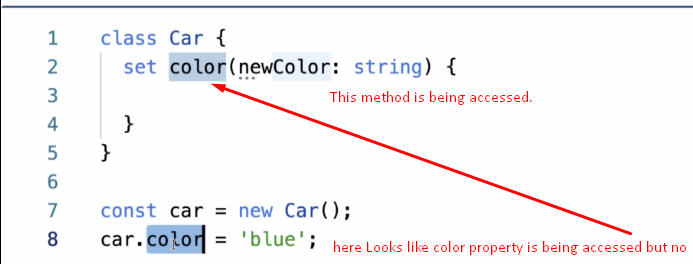 1 class Car {
2 set color(newColor: string) {
3 This method is being accessed.
4 }
5 }
6
7 const car = new Car();
8 car.color = 'blue'; here Looks like color property is being accessed but no